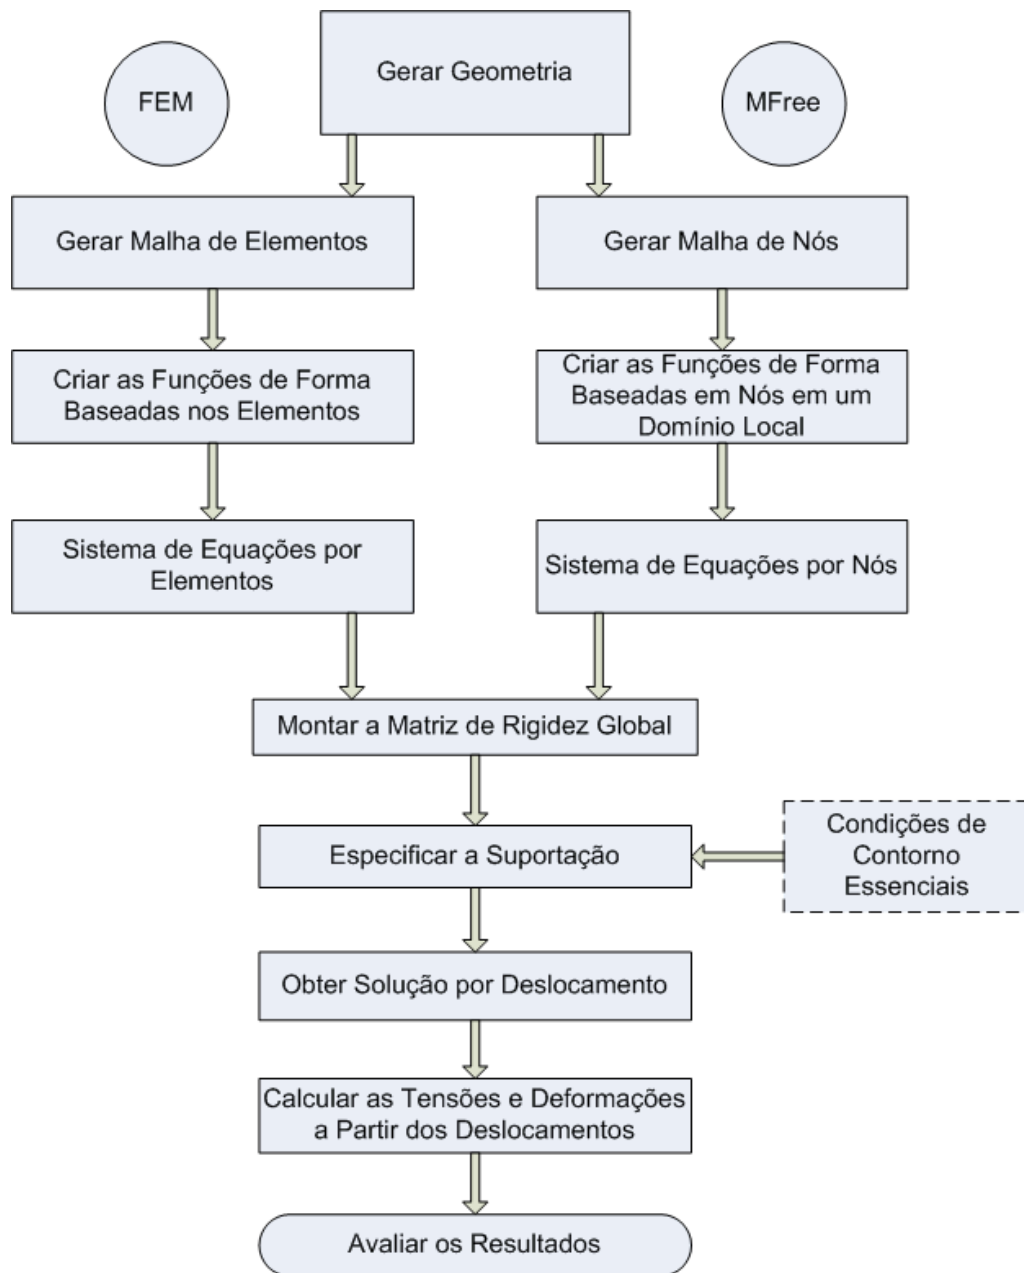 Gerar Geometria
FEM
MFree
Gerar Malha de Elementos
Gerar Malha de Nós
Criar as Funções de Forma
Baseadas nos Elementos
Criar as Funções de Forma
Baseadas em Nós em um
Domínio Local
Sistema de Equações por
Elementos
Sistema de Equações por Nós
Montar a Matriz de Rigidez Global
Especificar a Suportação
Condições de
Contorno
Essenciais
Obter Solução por Deslocamento
Calcular as Tensões e Deformações
a Partir dos Deslocamentos
Avaliar os Resultados